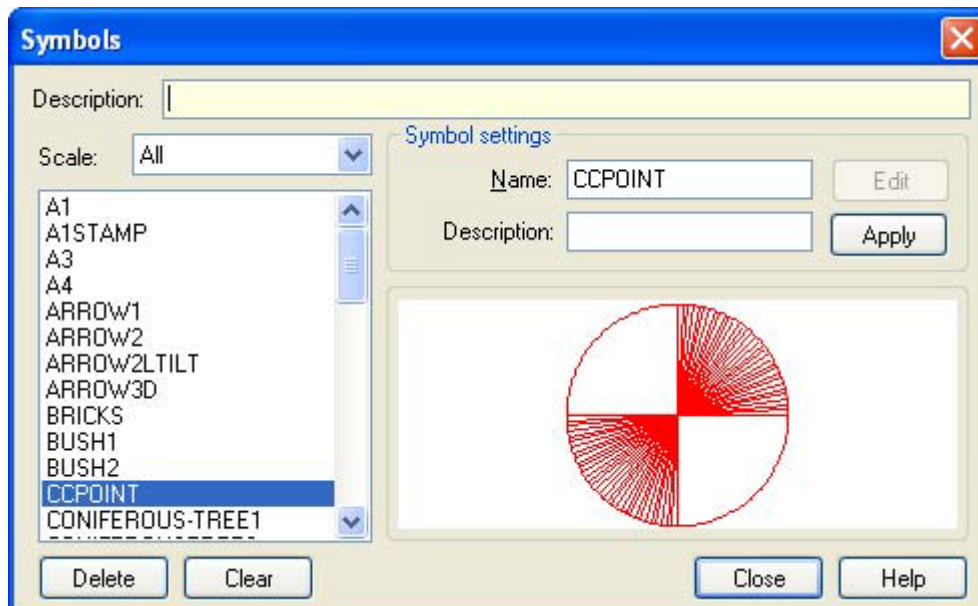 Symbols
Description:
Scale: All
A1
A1STAMP
A3
A4
ARROW1
ARROW2
ARROW2LTILT
ARROW3D
BRICKS
BUSH1
BUSH2
CCPOINT
CONIFEROUS-TREE1
Symbol settings
Name: CCPOINT Edit
Description: Apply
Delete Clear Close Help